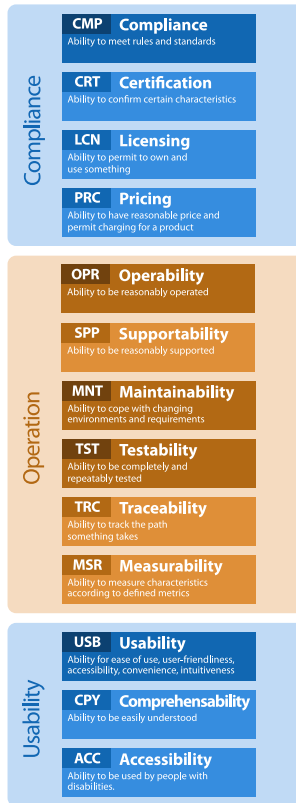 Compliance
CMP Compliance
Ability to meet rules and standards
CRT Certification
Ability to confirm certain characteristics
LCN Licensing
Ability to permit to own and
use something
PRC Pricing
Ability to have reasonable price and
permit charging for a product
Operation
OPR Operability
Ability to be reasonably operated
SPP Supportability
Ability to be reasonably supported
MNT Maintainability
Ability to cope with changing
environments and requirements
TST Testability
Ability to be completely and
repeatably tested
TRC Traceability
Ability to track the path
something takes
MSR Measurability
Ability to measure characteristics
according to defined metrics
Usability
USB Usability
Ability for ease of use, user-friendliness,
accessibility, convenience, intuitiveness
CPY Comprehensability
Ability to be easily understood
ACC Accessibility
Ability to be used by people with
disabilities.